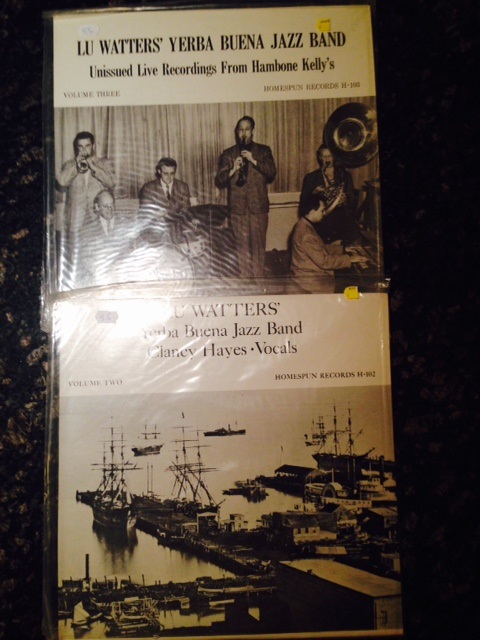 LU WATTERS' YERBA BUENA JAZZ BAND
Unissued Live Recordings From Hambone Kelly's
VOLUME THREE
HOMESPUN RECORDS H-103
LU WATTERS'
Yerba Buena Jazz Band
Clancy Hayes • Vocals
VOLUME TWO
HOMESPUN RECORDS H-102